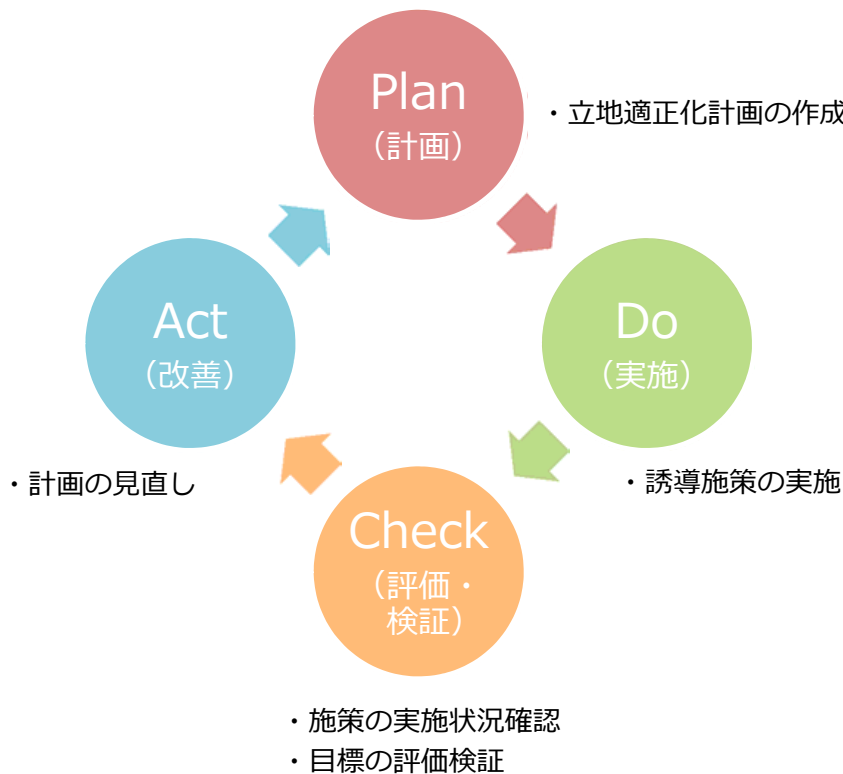 Plan
（計画）
・立地適正化計画の作成
Do
（実施）
・誘導施策の実施
Check
（評価・
検証）
・施策の実施状況確認
・目標の評価検証
Act
（改善）
・計画の見直し